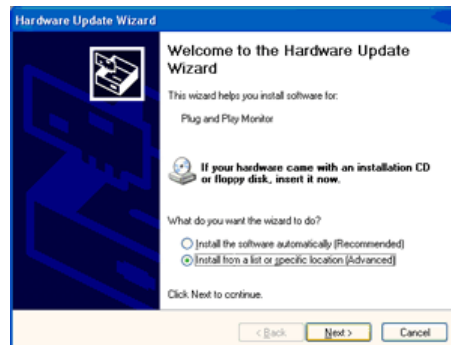 Hardware Update Wizard
Welcome to the Hardware Update
Wizard
This wizard helps you install software for:
Plug and Play Monitor
If your hardware came with an installation CD
or floppy disk, insert it now.
What do you want the wizard to do?
Install the software automatically (Recommended)
Install from a list or specific location (Advanced)
Click Next to continue.
< Back Next > Cancel